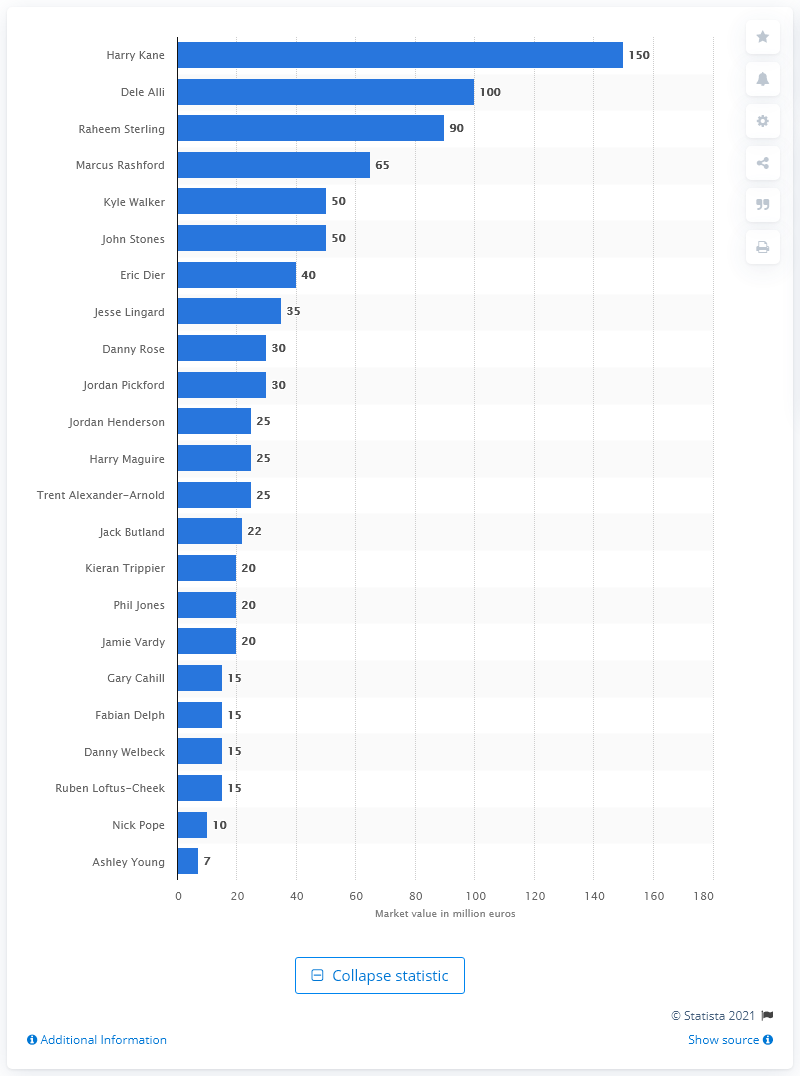 Harry Kane 150
Dele Alli 100
Raheem Sterling 90
Marcus Rashford 65
Kyle Walker 50
John Stones 50
Eric Dier 40
Jesse Lingard 35
Danny Rose 30
Jordan Pickford 30
Jordan Henderson 25
Harry Maguire 25
Trent Alexander-Arnold 25
Jack Butland 22
Kieran Trippier 20
Phil Jones 20
Jamie Vardy 20
Gary Cahill 15
Fabian Delph 15
Danny Welbeck 15
Ruben Loftus-Cheek 15
Nick Pope 10
Ashley Young 7
0 20 40 60 80 100 120 140 160 180
Market value in million euros
Collapse statistic
© Statista 2021
Additional Information Show source